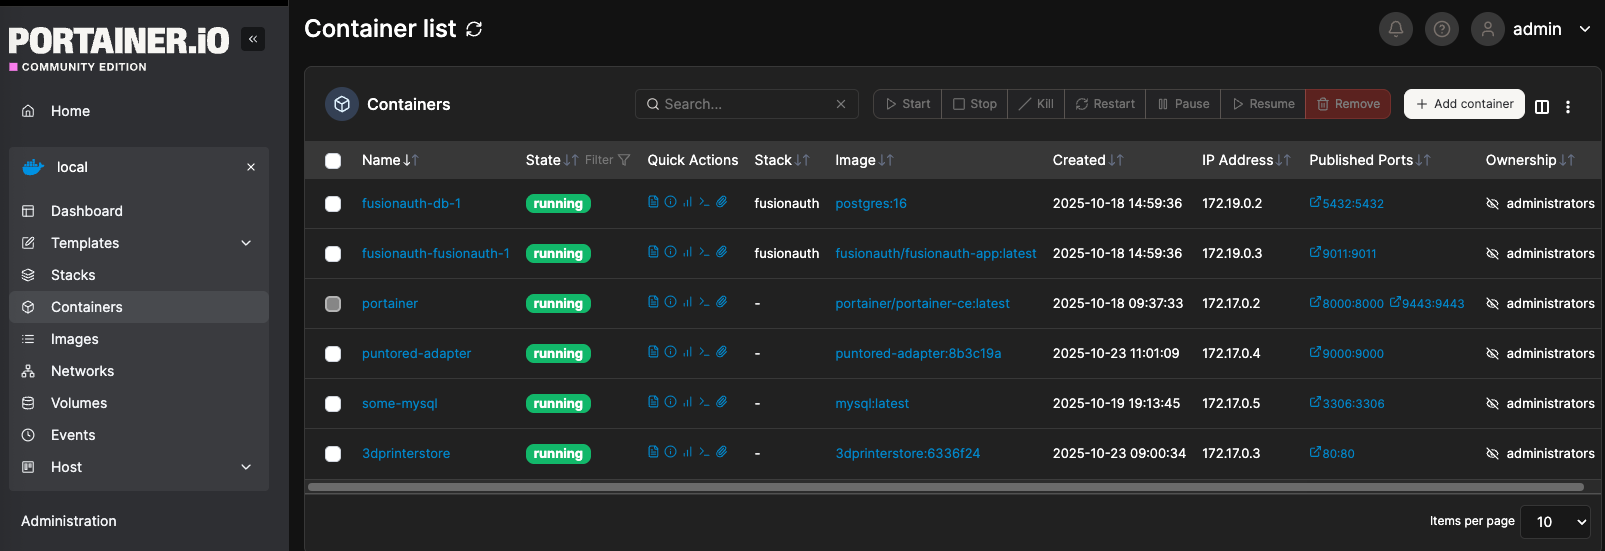 PORTAINER.iO
COMMUNITY EDITION
Home
local
Dashboard
Templates
Stacks
Containers
Images
Networks
Volumes
Events
Host
Administration
Container list
admin
Containers
Search...
Start Stop Kill Restart Pause Resume Remove
+ Add container
Name State Filter Quick Actions Stack Image Created IP Address Published Ports Ownership
fusionauth-db-1 running fusionauth postgres:16 2025-10-18 14:59:36 172.19.0.2 5432:5432 administrators
fusionauth-fusionauth-1 running fusionauth fusionauth/fusionauth-app:latest 2025-10-18 14:59:36 172.19.0.3 9011:9011 administrators
portainer running - portainer/portainer-ce:latest 2025-10-18 09:37:33 172.17.0.2 8000:8000 9443:9443 administrators
puntored-adapter running - puntored-adapter:8b3c19a 2025-10-23 11:01:09 172.17.0.4 9000:9000 administrators
some-mysql running - mysql:latest 2025-10-19 19:13:45 172.17.0.5 3306:3306 administrators
3dprinterstore running - 3dprinterstore:6336f24 2025-10-23 09:00:34 172.17.0.3 80:80 administrators
Items per page 10